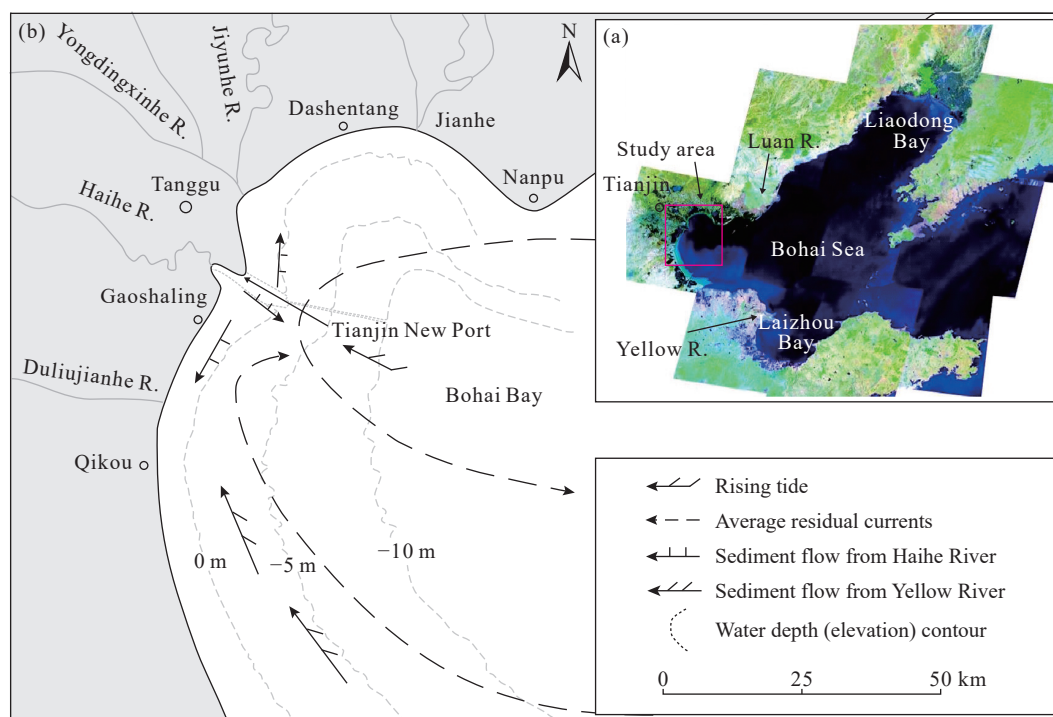 (b)
Yongdingxinhe R.
Jiyunhe R.
N
Dashentang
Jianhe
Nanpu
Tanggu
Haihe R.
Gaoshaling
Tianjin New Port
Duliujianhe R.
Bohai Bay
Qikou
0 m
−5 m
−10 m
(a)
Liaodong
Bay
Luan R.
Study area
Tianjin
Bohai Sea
Laizhou
Bay
Yellow R.
Rising tide
Average residual currents
Sediment flow from Haihe River
Sediment flow from Yellow River
Water depth (elevation) contour
0 25 50 km